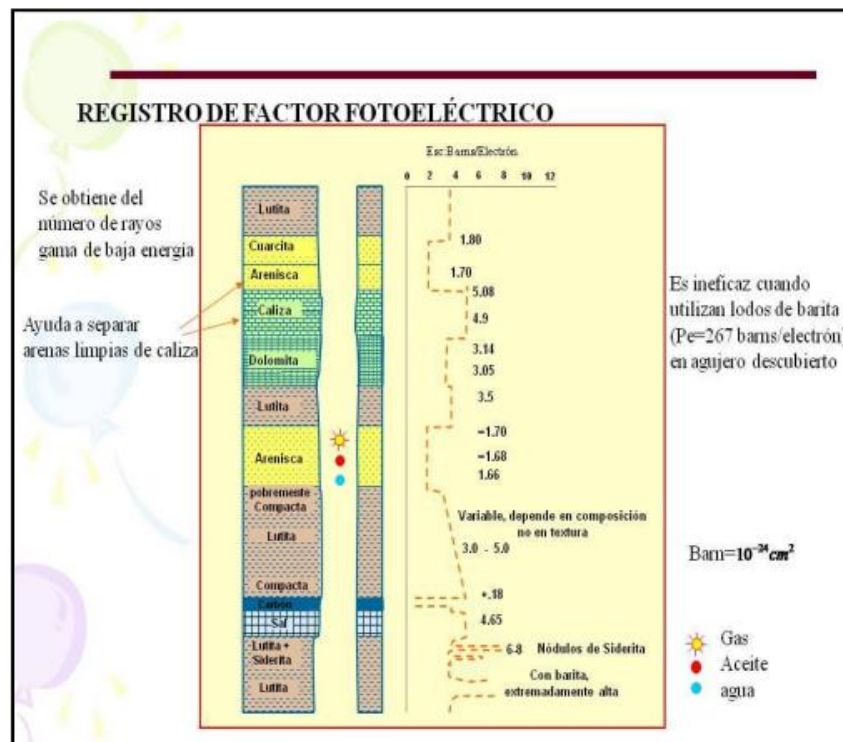 REGISTRO DE FACTOR FOTOELÉCTRICO
Se obtiene del
número de rayos
gama de baja energía
Ayuda a separar
arenas limpias de caliza
Esc:Barns/Electrón.
0 2 4 6 8 10 12
Lutita
Cuarcita
1.80
Arenisca
1.70
5.08
Caliza
4.9
3.14
Dolomita
3.05
Lutita
3.5
=1.70
Arenisca
=1.68
1.66
pobremente
Compacta
Variable, depende en composición
no en textura
Lutita
3.0 - 5.0
Compacta
+.18
Carbón
Sal
4.65
Lutita +
Siderita
6.8 Nódulos de Siderita
Lutita
Con barita,
extremadamente alta
Es ineficaz cuando
utilizan lodos de barita
(Pe=267 barns/electrón)
en agujero descubierto
Barn=10⁻²⁴cm²
Gas
Aceite
agua